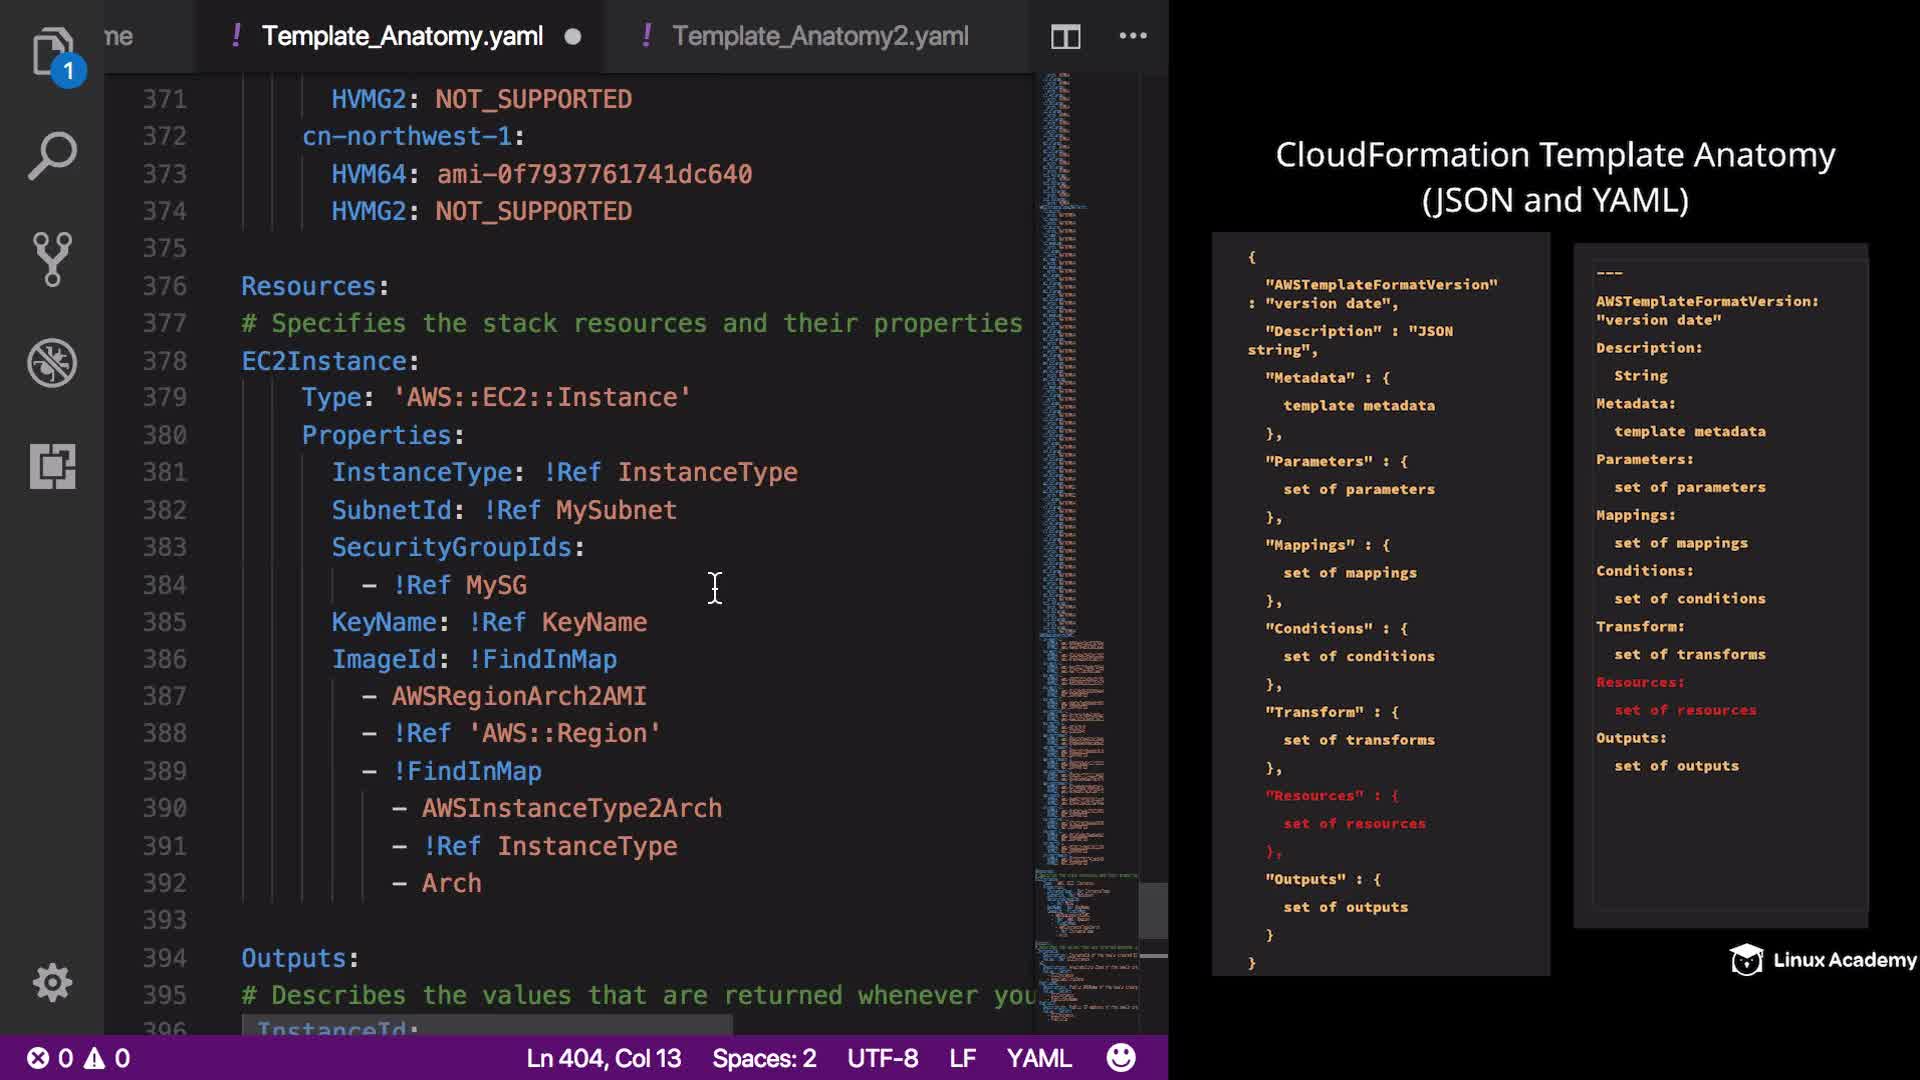 me
! Template_Anatomy.yaml
! Template_Anatomy2.yaml
1
371 HVMG2: NOT_SUPPORTED
372 cn-northwest-1:
373 HVM64: ami-0f7937761741dc640
374 HVMG2: NOT_SUPPORTED
375
376 Resources:
377 # Specifies the stack resources and their properties
378 EC2Instance:
379 Type: 'AWS::EC2::Instance'
380 Properties:
381 InstanceType: !Ref InstanceType
382 SubnetId: !Ref MySubnet
383 SecurityGroupIds:
384 - !Ref MySG
385 KeyName: !Ref KeyName
386 ImageId: !FindInMap
387 - AWSRegionArch2AMI
388 - !Ref 'AWS::Region'
389 - !FindInMap
390 - AWSInstanceType2Arch
391 - !Ref InstanceType
392 - Arch
393
394 Outputs:
395 # Describes the values that are returned whenever you
396 InstanceId:
0 0 Ln 404, Col 13 Spaces: 2 UTF-8 LF YAML
CloudFormation Template Anatomy
(JSON and YAML)
{
"AWSTemplateFormatVersion"
: "version date",
"Description" : "JSON
string",
"Metadata" : {
template metadata
},
"Parameters" : {
set of parameters
},
"Mappings" : {
set of mappings
},
"Conditions" : {
set of conditions
},
"Transform" : {
set of transforms
},
"Resources" : {
set of resources
},
"Outputs" : {
set of outputs
}
}
---
AWSTemplateFormatVersion:
"version date"
Description:
String
Metadata:
template metadata
Parameters:
set of parameters
Mappings:
set of mappings
Conditions:
set of conditions
Transform:
set of transforms
Resources:
set of resources
Outputs:
set of outputs
Linux Academy